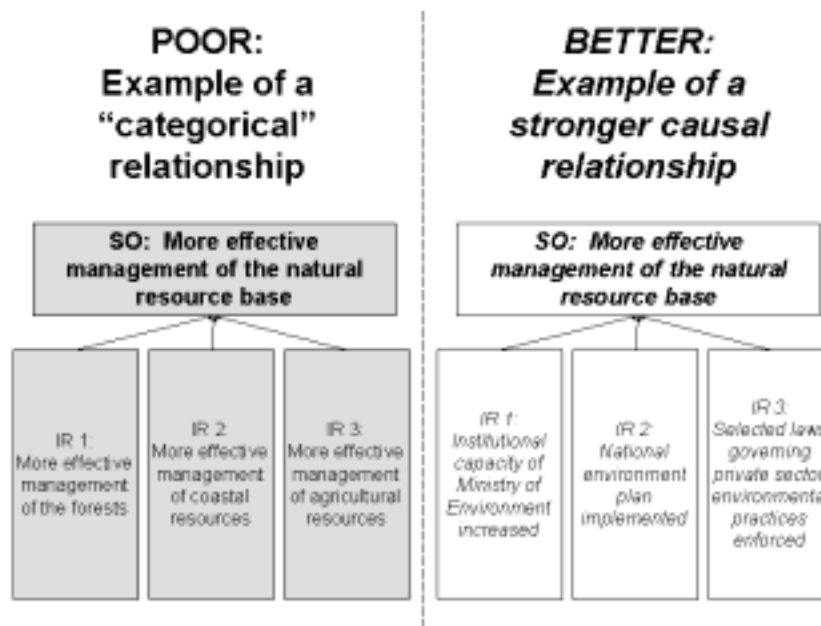 POOR:
Example of a
“categorical”
relationship
BETTER:
Example of a
stronger causal
relationship
SO: More effective
management of the natural
resource base
SO: More effective
management of the natural
resource base
IR 1:
More effective
management
of the forests
IR 2:
More effective
management
of coastal
resources
IR 3:
More effective
management
of agricultural
resources
IR 1:
Institutional
capacity of
Ministry of
Environment
increased
IR 2:
National
environment
plan
implemented
IR 3:
Selected laws
governing
private sector
environmental
practices
enforced